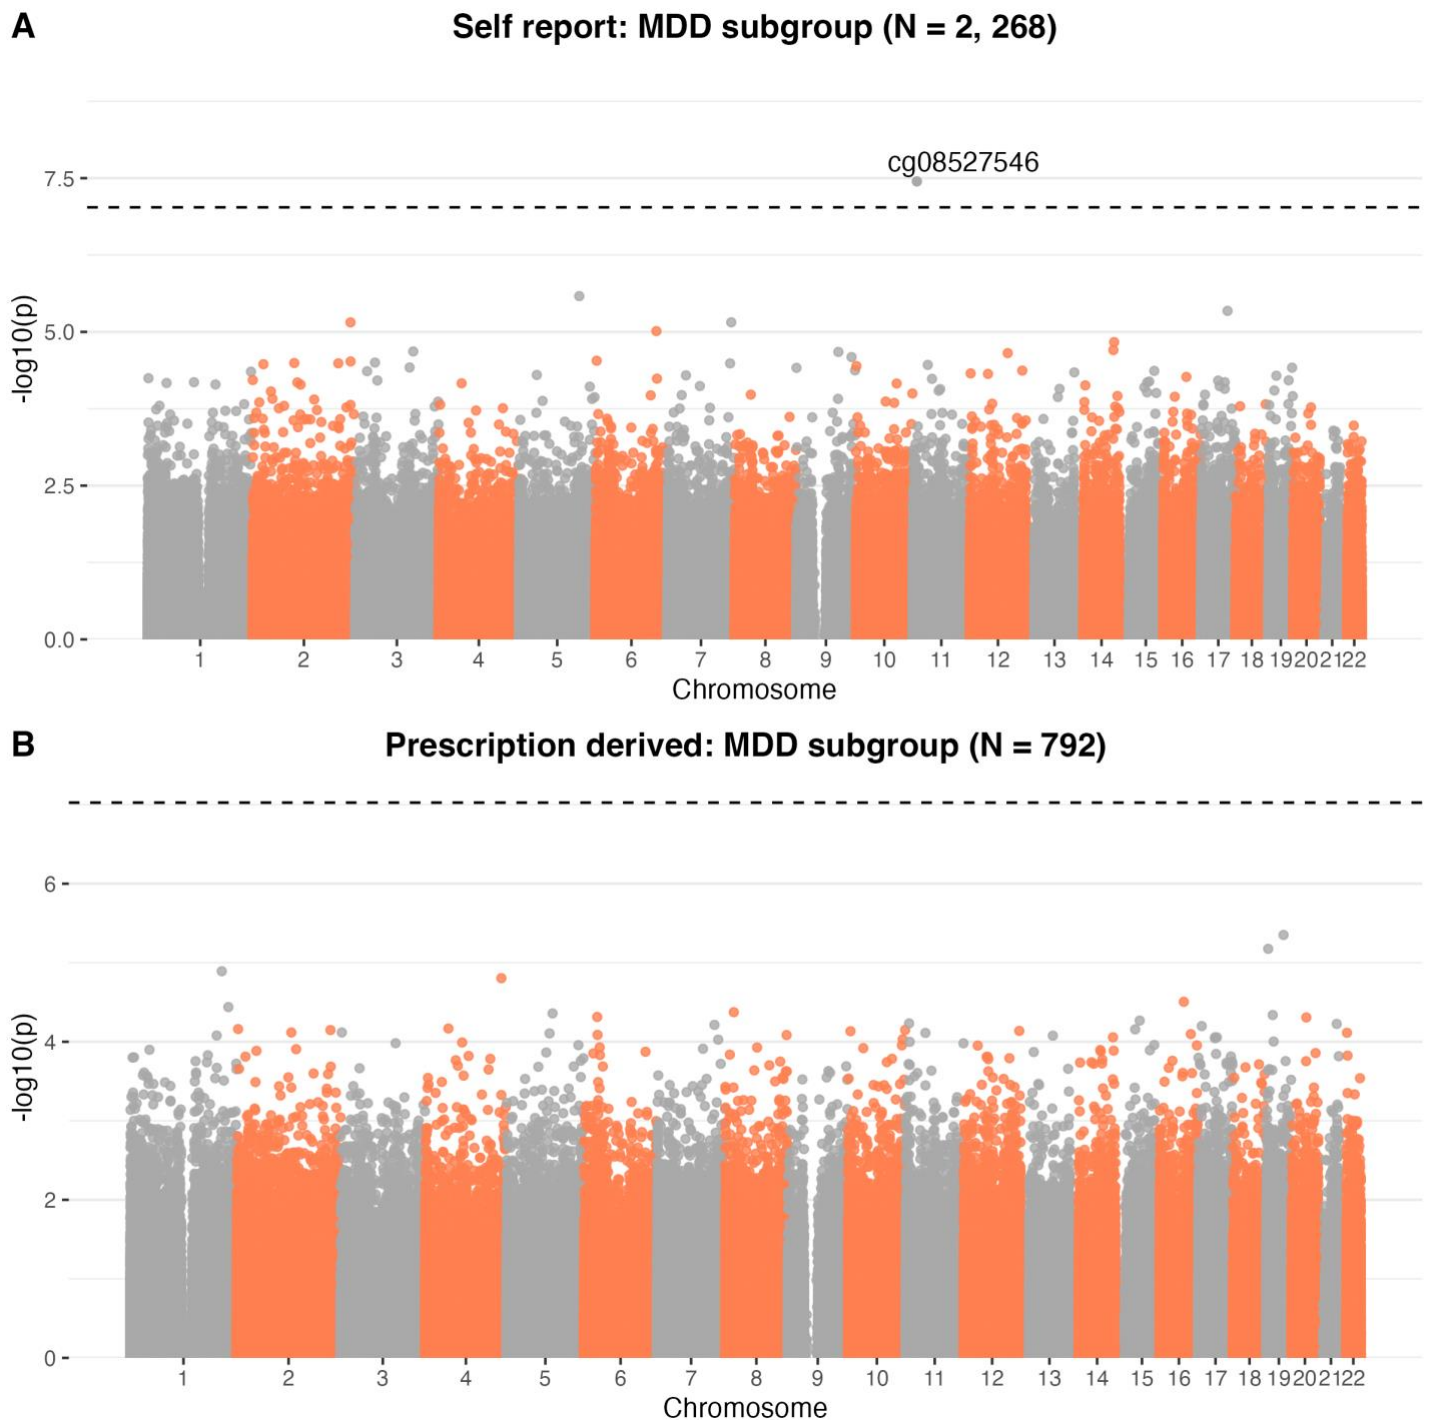 A
Self report: MDD subgroup (N = 2, 268)
cg08527546
7.5
5.0
2.5
0.0
-log10(p)
1 2 3 4 5 6 7 8 9 10 11 12 13 14 15 16 17 18 19 20 21 22
Chromosome
B
Prescription derived: MDD subgroup (N = 792)
6
4
2
0
-log10(p)
1 2 3 4 5 6 7 8 9 10 11 12 13 14 15 16 17 18 19 20 21 22
Chromosome